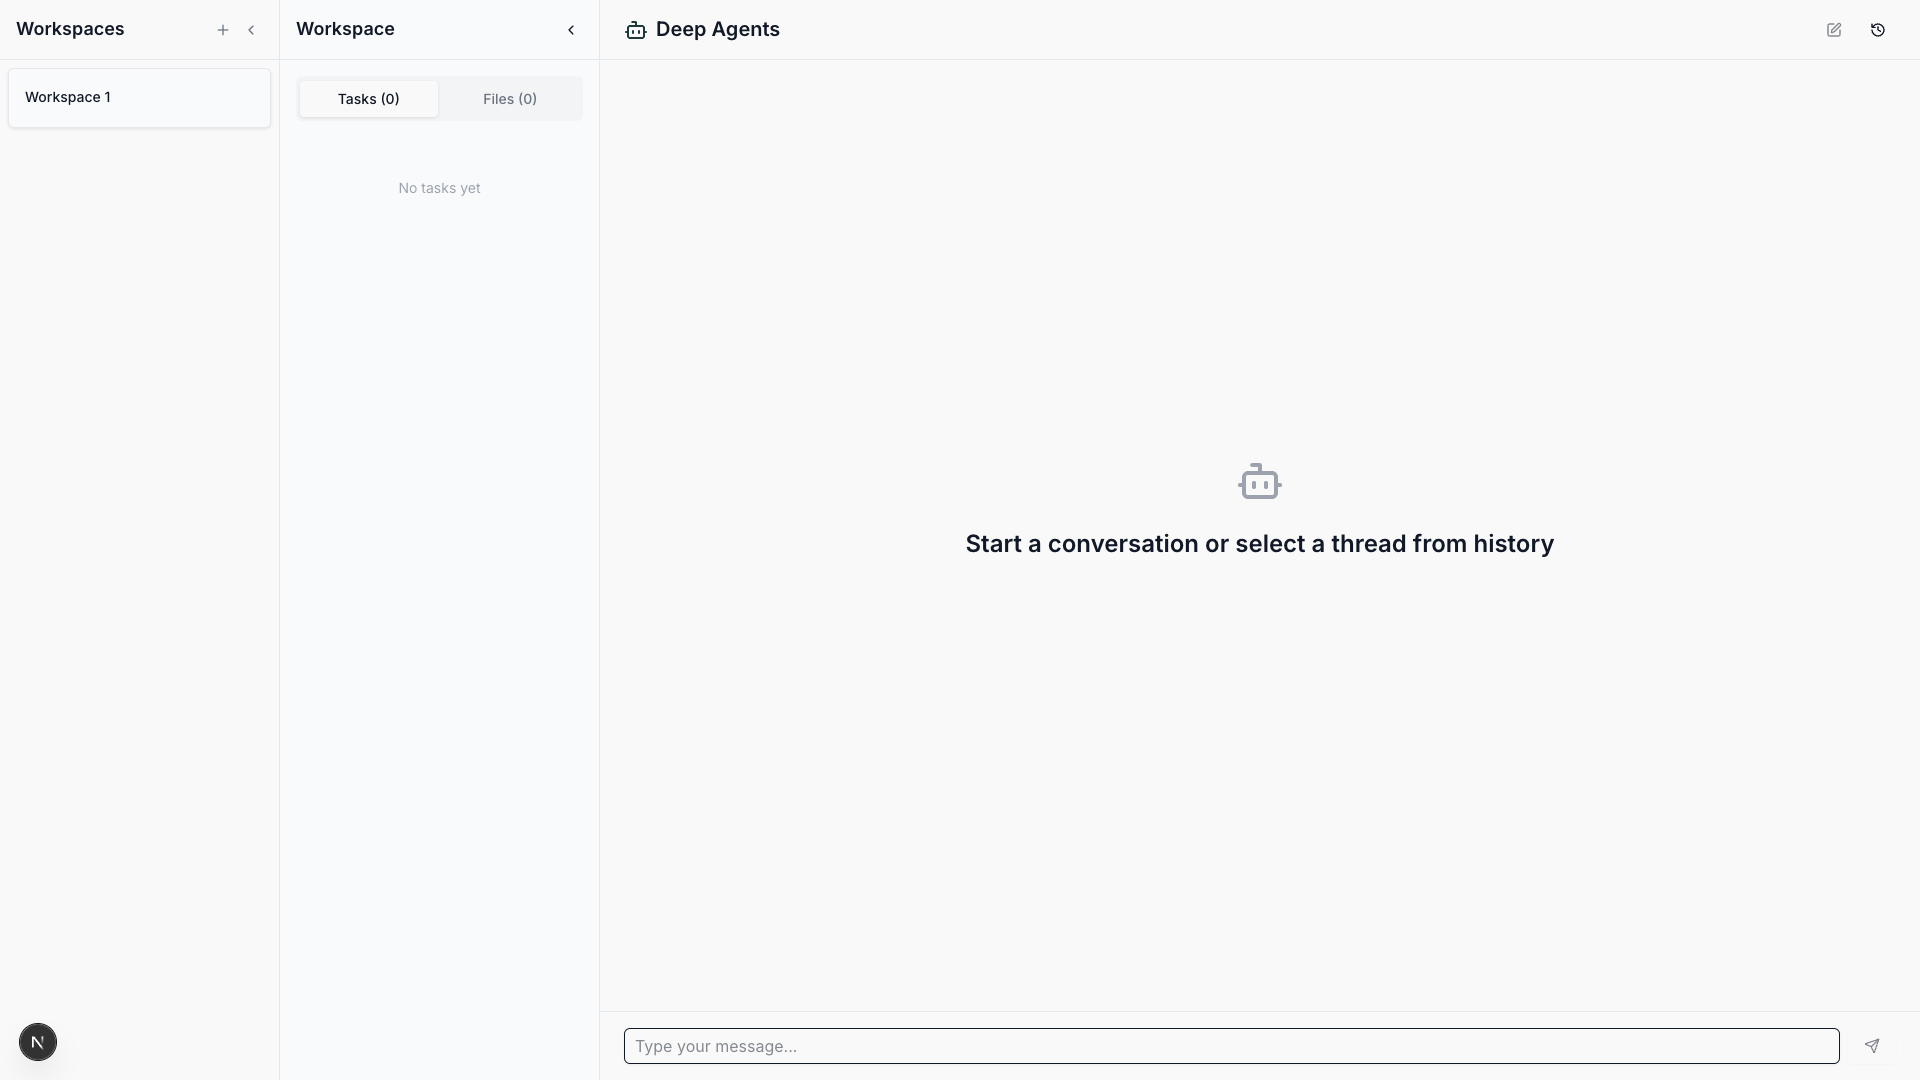 Workspaces
Workspace 1
Workspace
Tasks (0)
Files (0)
No tasks yet
Deep Agents
Start a conversation or select a thread from history
Type your message...
N